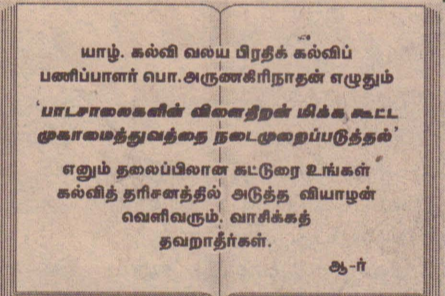 யாழ். கல்வி வலய பிரதிக் கல்விப்
பணிப்பாளர் பொ.அருணகிரிநாதன் எழுதும்
'பாடசாலைகளின் வினைதிறன் மிக்க கூட்ட
முகாமைத்துவத்தை நடைமுறைப்படுத்தல்'
எனும் தலைப்பிலான கட்டுரை உங்கள்
கல்வித் தரிசனத்தில் அடுத்த வியாழன்
வெளிவரும். வாசிக்கத்
தவறாதீர்கள்.
ஆ-ர்